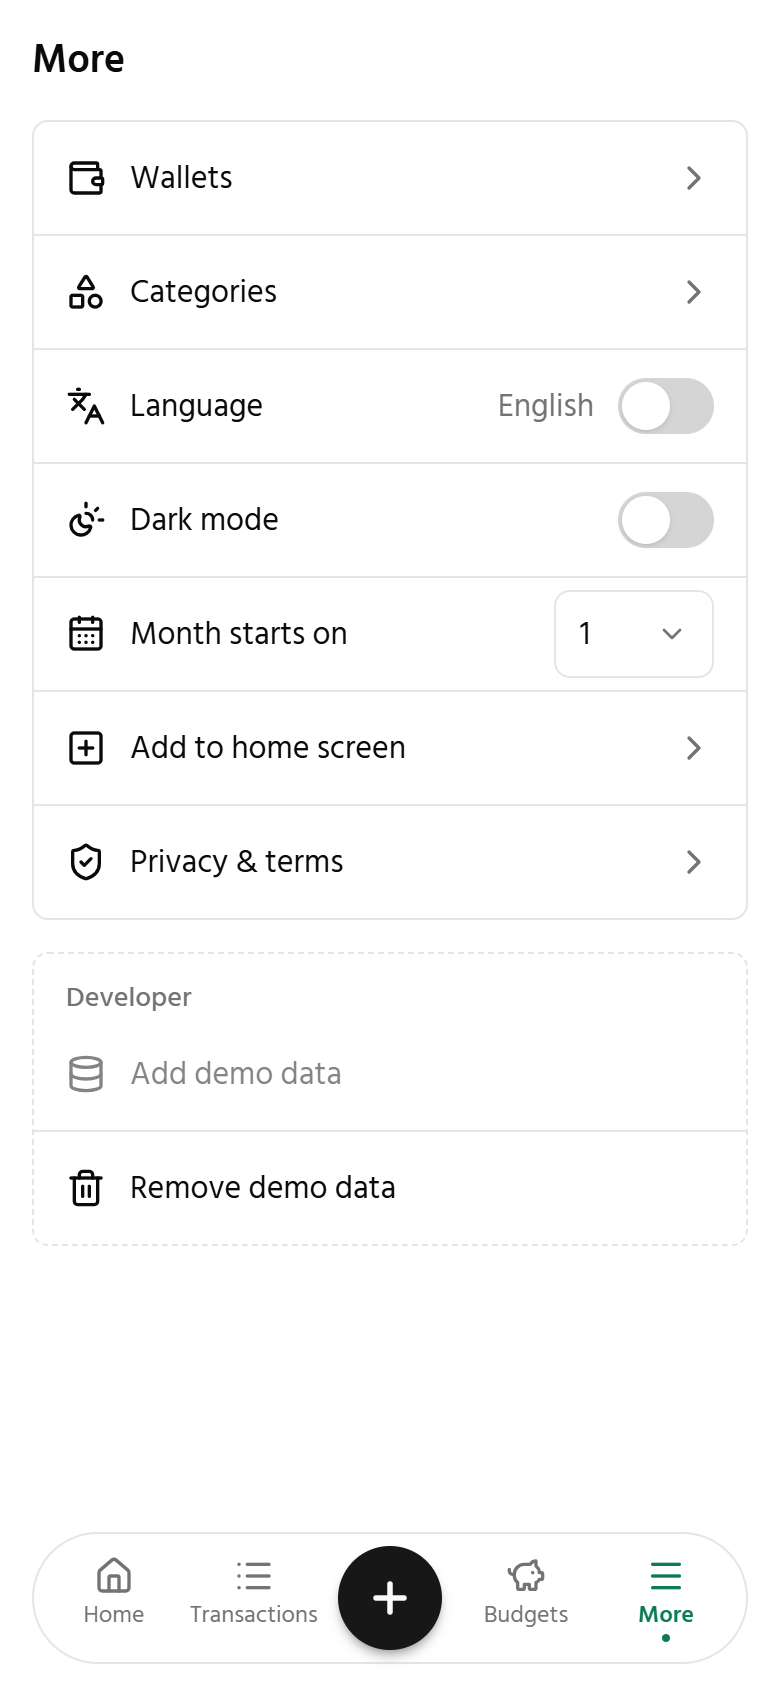 More
Wallets
Categories
Language English
Dark mode
Month starts on 1
Add to home screen
Privacy & terms
Developer
Add demo data
Remove demo data
Home Transactions Budgets More